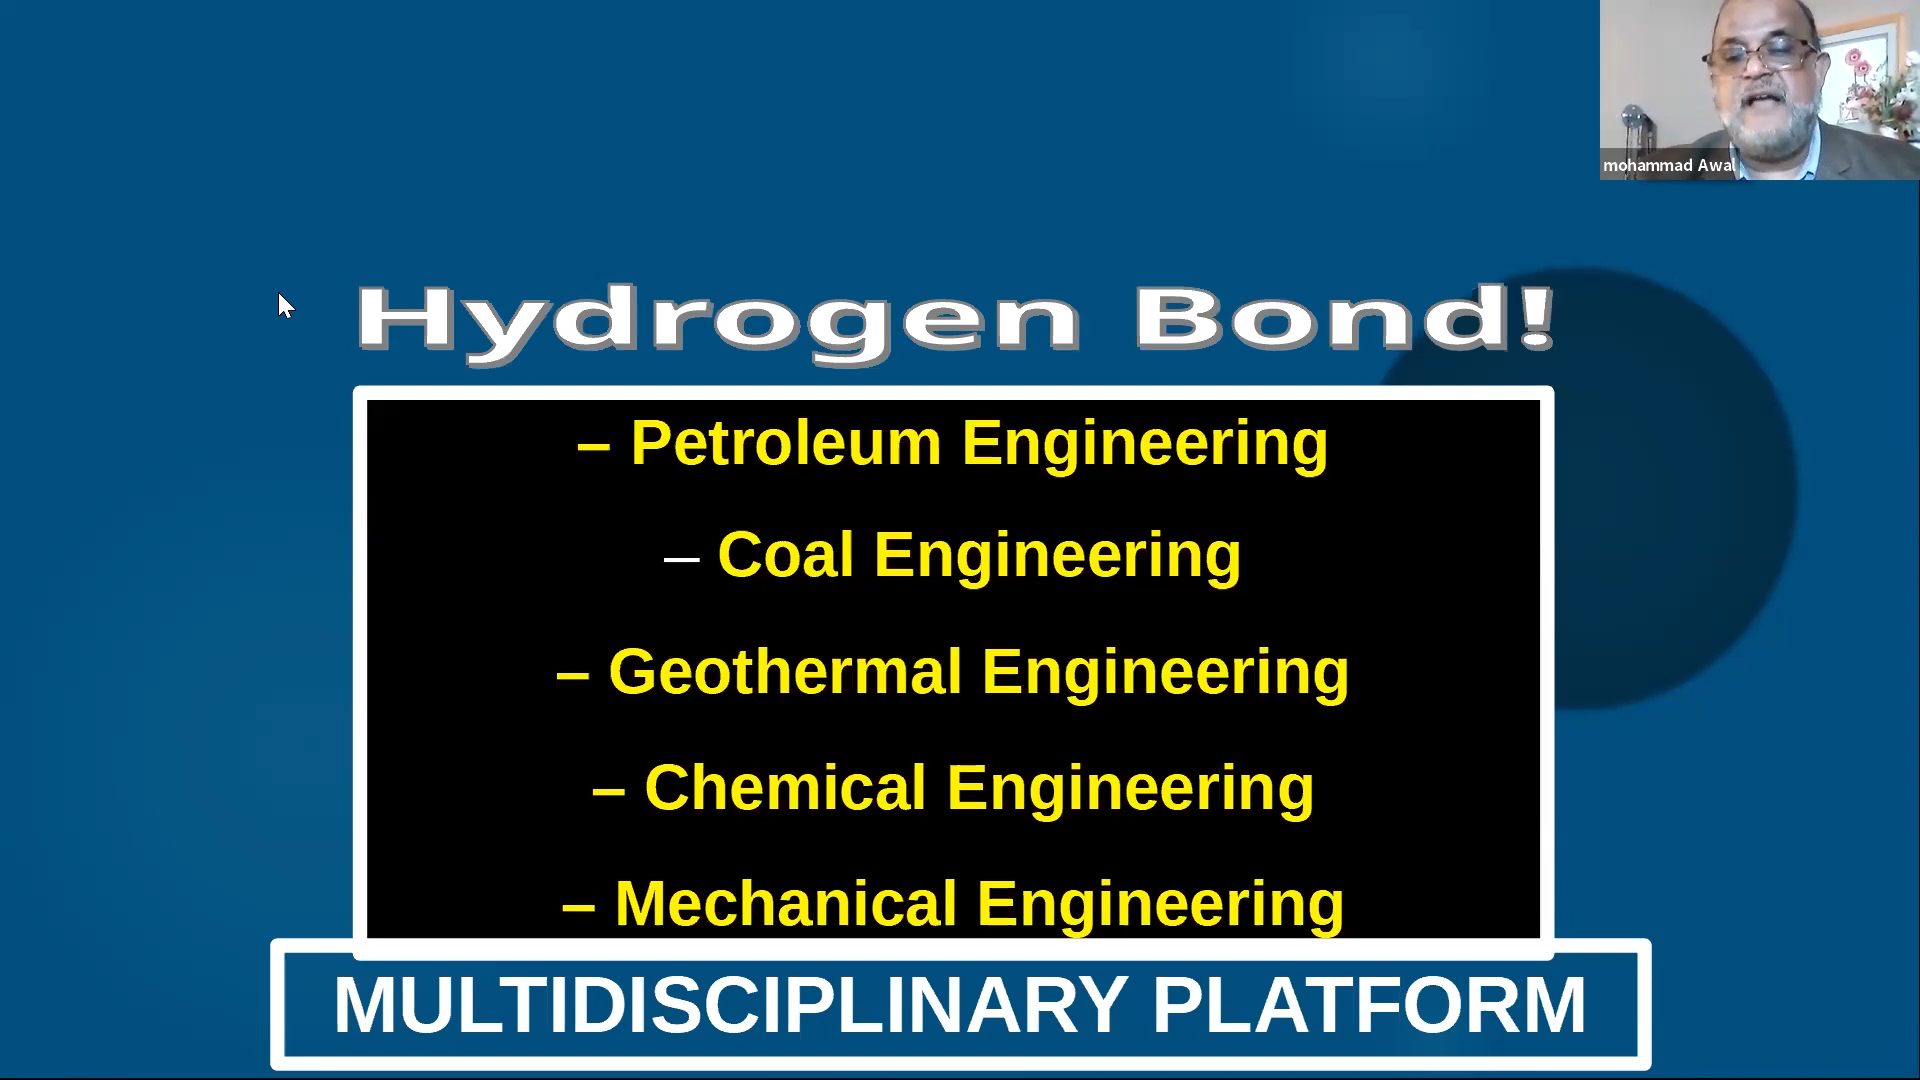 mohammad Awal
Hydrogen Bond!
– Petroleum Engineering
– Coal Engineering
– Geothermal Engineering
– Chemical Engineering
– Mechanical Engineering
MULTIDISCIPLINARY PLATFORM